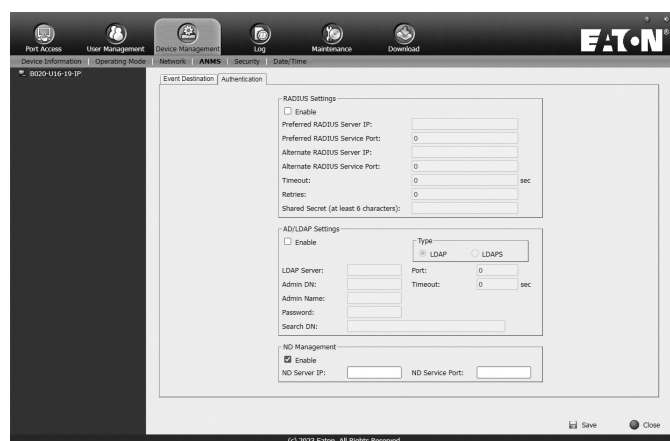 Port Access User Management Device Management Log Maintenance Download
EATON®
Device Information | Operating Mode | Network | ANMS | Security | Date/Time
B020-U16-19-IP
Event Destination Authentication
RADIUS Settings
Enable
Preferred RADIUS Server IP:
Preferred RADIUS Service Port: 0
Alternate RADIUS Server IP:
Alternate RADIUS Service Port: 0
Timeout: 0 sec
Retries: 0
Shared Secret (at least 6 characters):
AD/LDAP Settings
Enable
Type
LDAP LDAPS
LDAP Server: Port: 0
Admin DN: Timeout: 0 sec
Admin Name:
Password:
Search DN:
ND Management
Enable
ND Server IP: ND Service Port:
Save Close
(c) 2023 Eaton. All Rights Reserved.